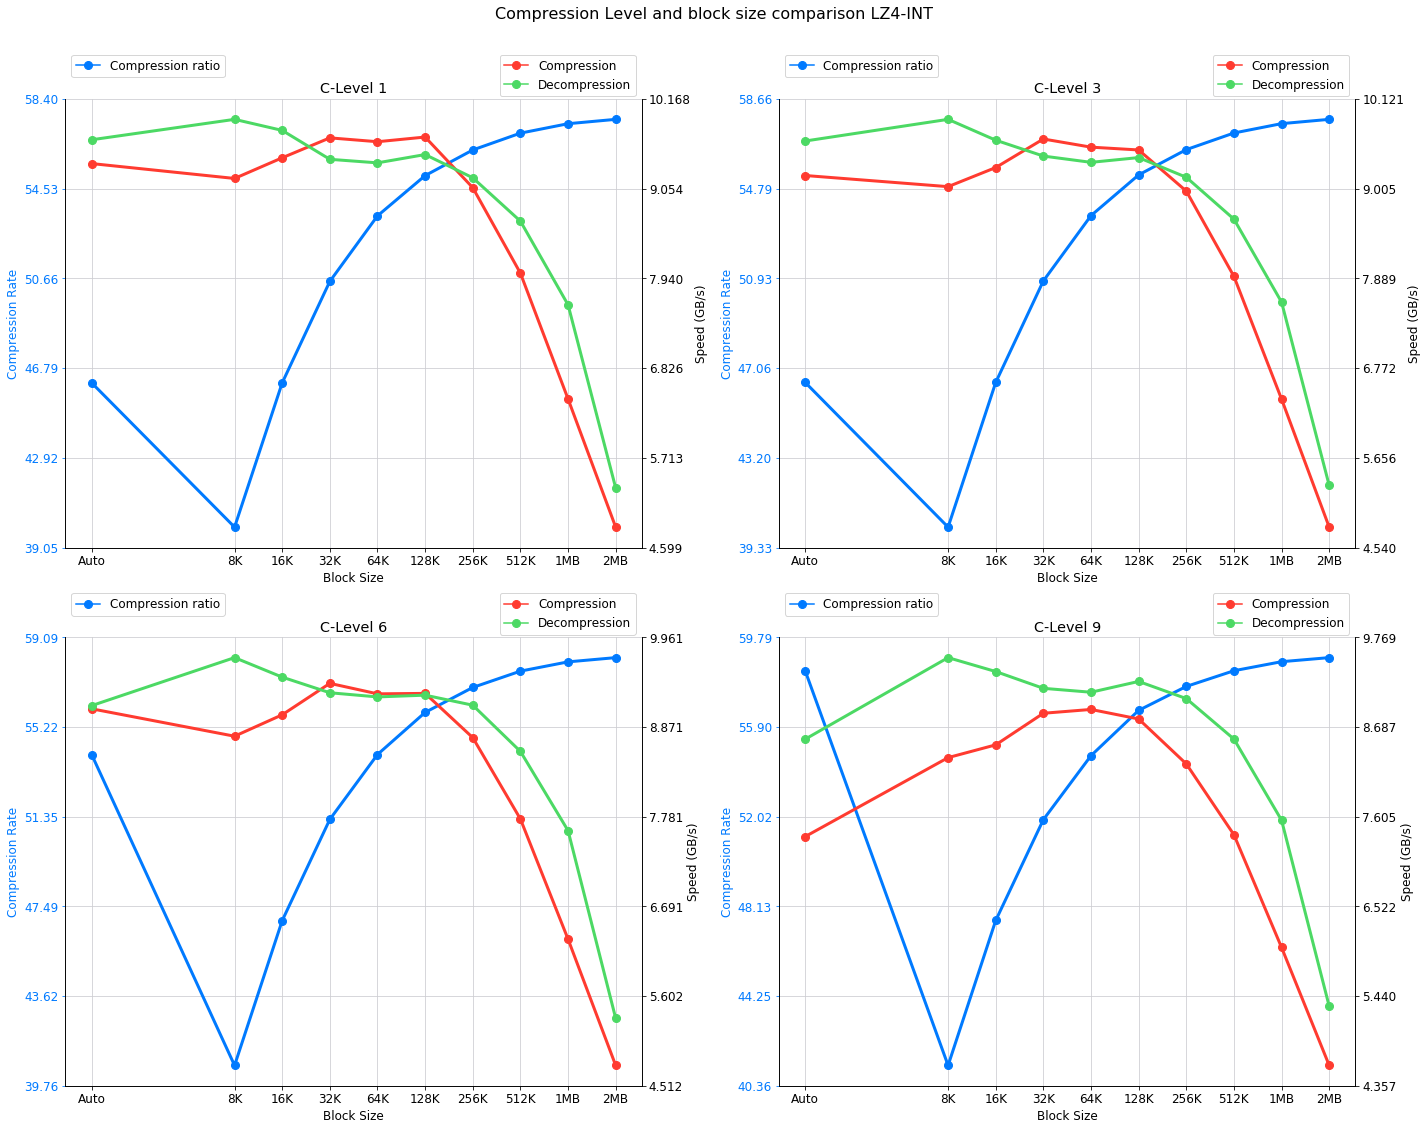 Compression Level and block size comparison LZ4-INT
Compression ratio
Compression
Decompression
C-Level 1
58.40
54.53
50.66
46.79
42.92
39.05
Compression Rate
10.168
9.054
7.940
6.826
5.713
4.599
Speed (GB/s)
Auto 8K 16K 32K 64K 128K 256K 512K 1MB 2MB
Block Size
Compression ratio
Compression
Decompression
C-Level 3
58.66
54.79
50.93
47.06
43.20
39.33
Compression Rate
10.121
9.005
7.889
6.772
5.656
4.540
Speed (GB/s)
Auto 8K 16K 32K 64K 128K 256K 512K 1MB 2MB
Block Size
Compression ratio
Compression
Decompression
C-Level 6
59.09
55.22
51.35
47.49
43.62
39.76
Compression Rate
9.961
8.871
7.781
6.691
5.602
4.512
Speed (GB/s)
Auto 8K 16K 32K 64K 128K 256K 512K 1MB 2MB
Block Size
Compression ratio
Compression
Decompression
C-Level 9
59.79
55.90
52.02
48.13
44.25
40.36
Compression Rate
9.769
8.687
7.605
6.522
5.440
4.357
Speed (GB/s)
Auto 8K 16K 32K 64K 128K 256K 512K 1MB 2MB
Block Size